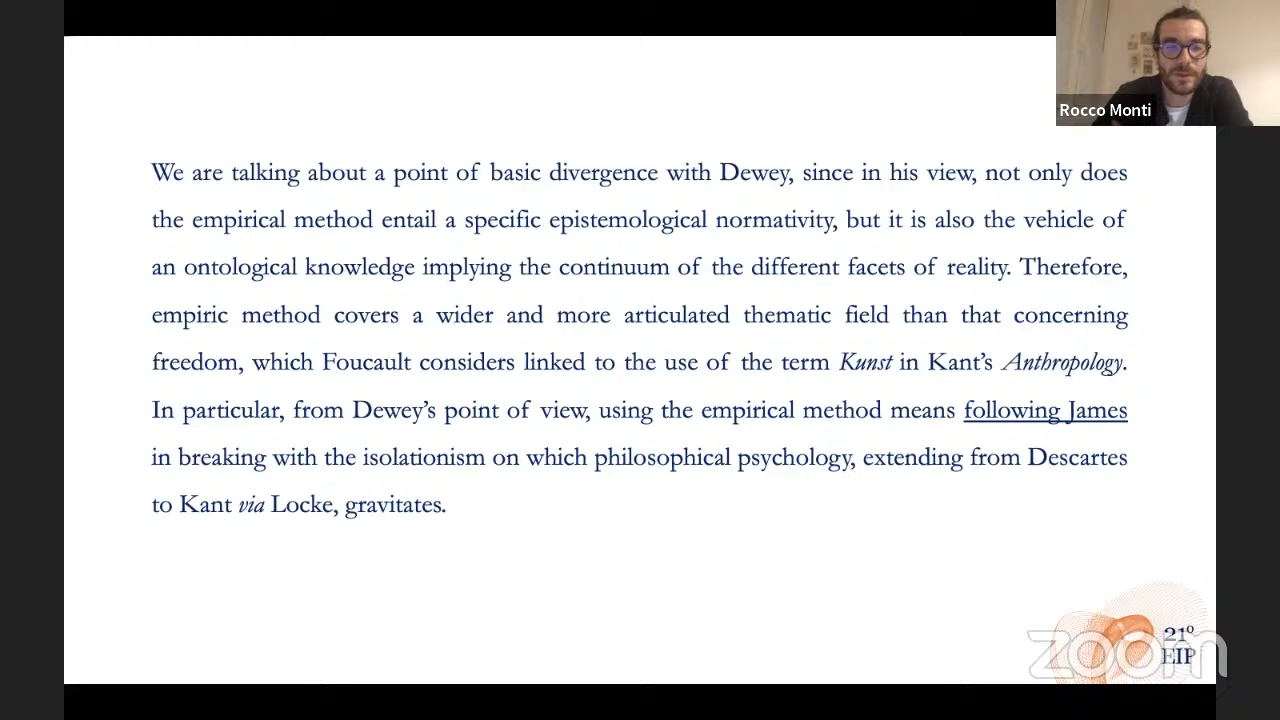 Rocco Monti
We are talking about a point of basic divergence with Dewey, since in his view, not only does
the empirical method entail a specific epistemological normativity, but it is also the vehicle of
an ontological knowledge implying the continuum of the different facets of reality. Therefore,
empiric method covers a wider and more articulated thematic field than that concerning
freedom, which Foucault considers linked to the use of the term Kunst in Kant’s Anthropology.
In particular, from Dewey’s point of view, using the empirical method means following James
in breaking with the isolationism on which philosophical psychology, extending from Descartes
to Kant via Locke, gravitates.
21º
EIP
zoom